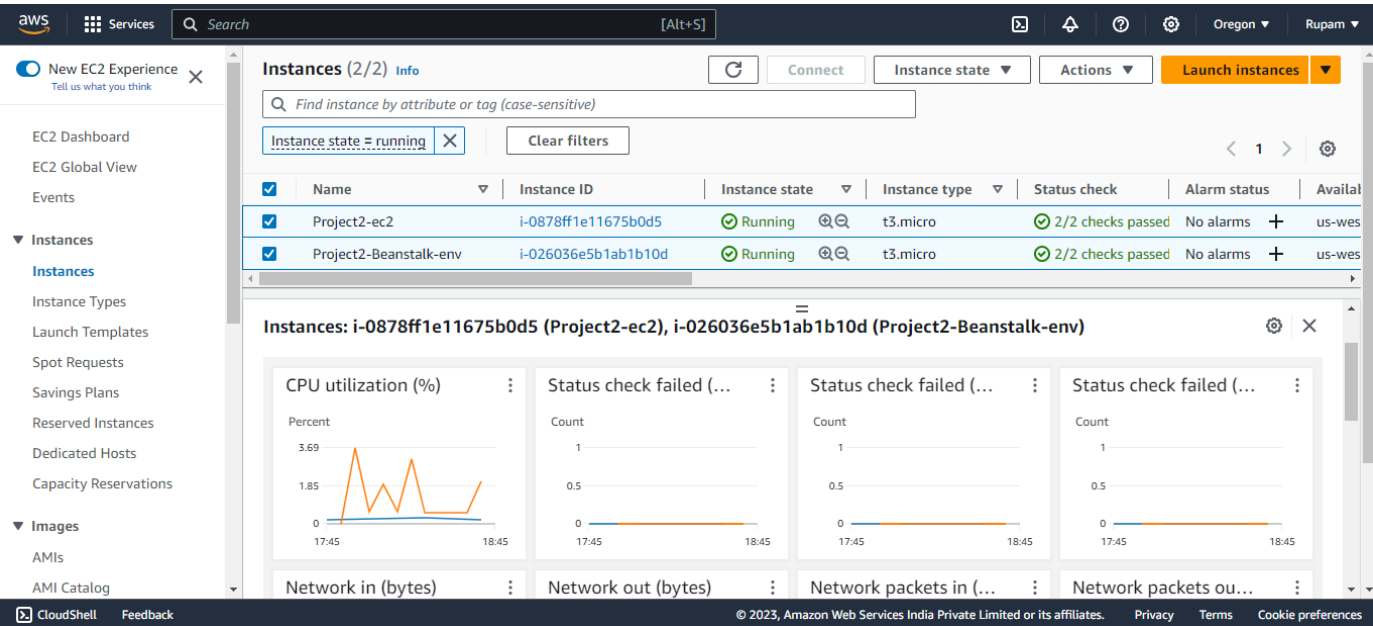 aws
Services
Search
[Alt+S]
Oregon
Rupam
New EC2 Experience
Tell us what you think
EC2 Dashboard
EC2 Global View
Events
Instances
Instances
Instance Types
Launch Templates
Spot Requests
Savings Plans
Reserved Instances
Dedicated Hosts
Capacity Reservations
Images
AMIs
AMI Catalog
Instances (2/2) Info
Connect
Instance state
Actions
Launch instances
Find instance by attribute or tag (case-sensitive)
Instance state = running
Clear filters
1
Name Instance ID Instance state Instance type Status check Alarm status Availab
Project2-ec2 i-0878ff1e11675b0d5 Running t3.micro 2/2 checks passed No alarms + us-wes
Project2-Beanstalk-env i-026036e5b1ab1b10d Running t3.micro 2/2 checks passed No alarms + us-wes
Instances: i-0878ff1e11675b0d5 (Project2-ec2), i-026036e5b1ab1b10d (Project2-Beanstalk-env)
CPU utilization (%)
Percent
3.69
1.85
0
17:45 18:45
Status check failed (...
Count
1
0.5
0
17:45 18:45
Status check failed (...
Count
1
0.5
0
17:45 18:45
Status check failed (...
Count
1
0.5
0
17:45 18:45
Network in (bytes)
Network out (bytes)
Network packets in (...
Network packets ou...
CloudShell
Feedback
© 2023, Amazon Web Services India Private Limited or its affiliates.
Privacy
Terms
Cookie preferences